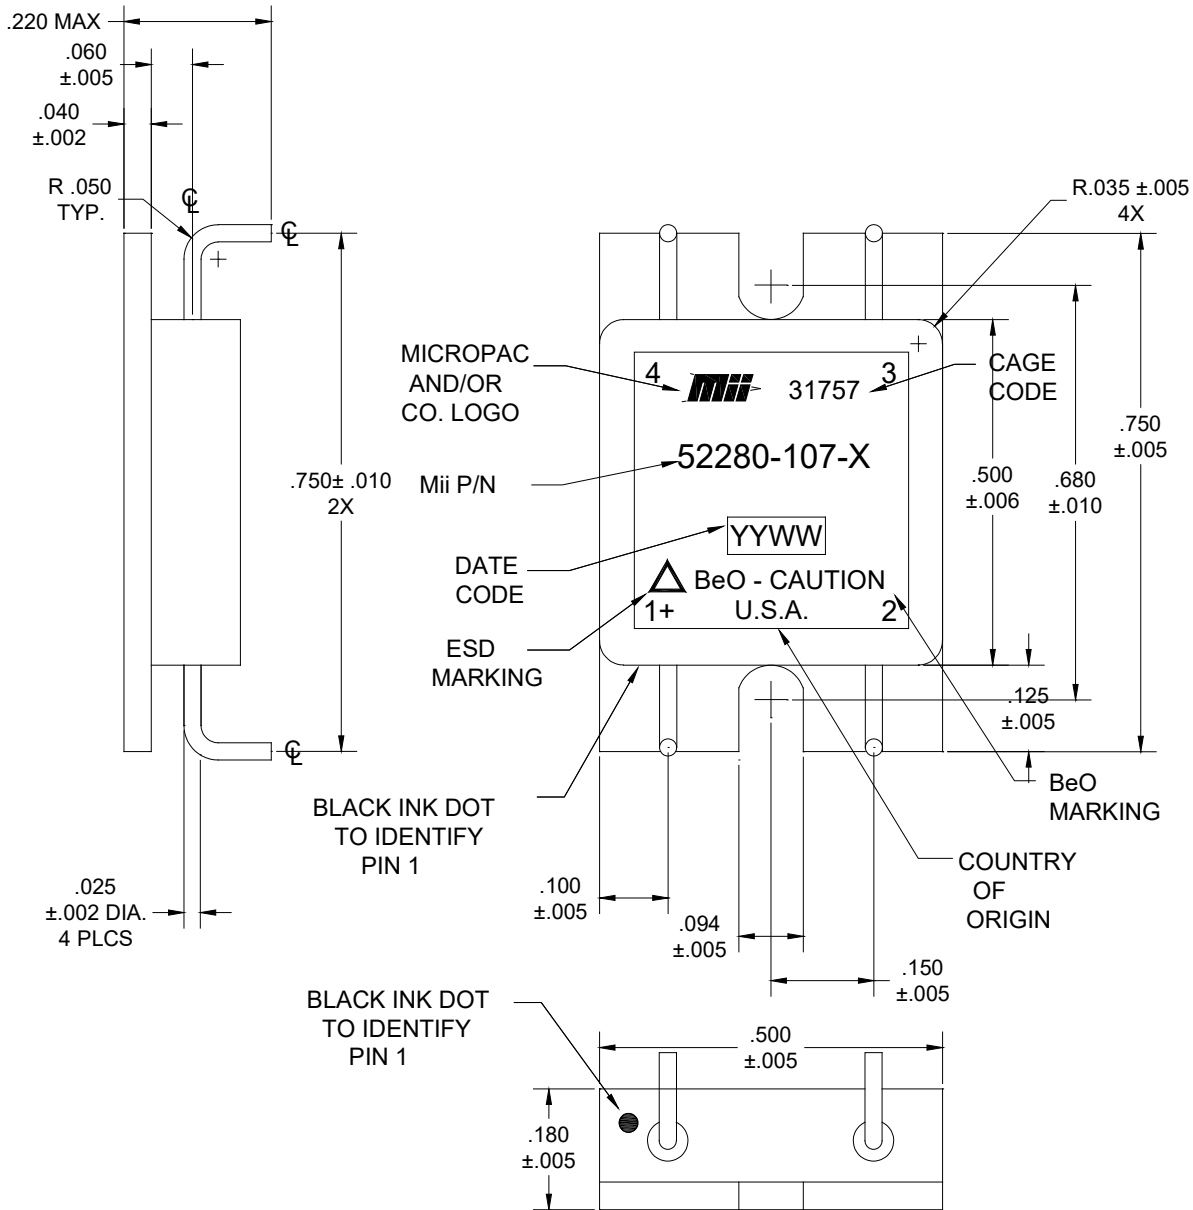 .220 MAX
.060
±.005
.040
±.002
R .050
TYP.
℄
℄
R.035 ±.005
4X
MICROPAC
AND/OR
CO. LOGO
4
Mii
31757
3
CAGE
CODE
52280-107-X
Mii P/N
.750± .010
2X
.500
±.006
.680
±.010
.750
±.005
YYWW
DATE
CODE
BeO - CAUTION
1+
U.S.A.
2
ESD
MARKING
.125
±.005
℄
BeO
MARKING
BLACK INK DOT
TO IDENTIFY
PIN 1
COUNTRY
OF
ORIGIN
.025
±.002 DIA.
4 PLCS
.100
±.005
.094
±.005
.150
±.005
BLACK INK DOT
TO IDENTIFY
PIN 1
.500
±.005
.180
±.005